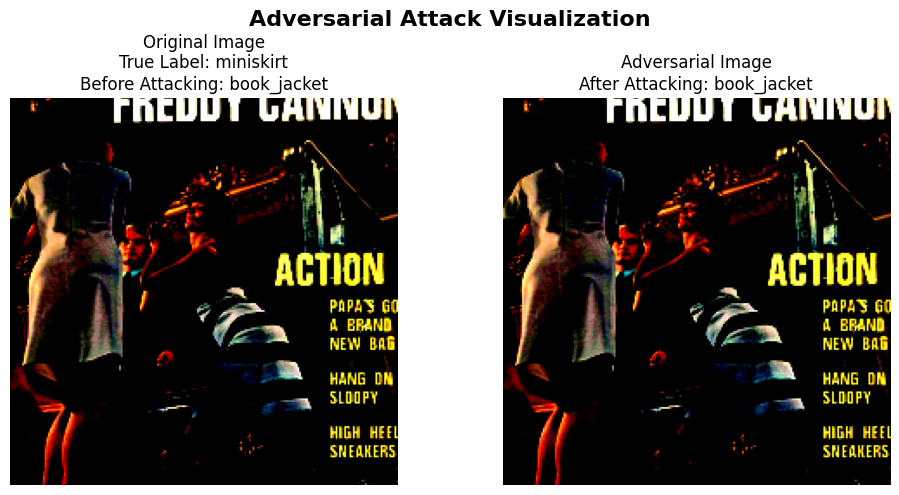 Adversarial Attack Visualization
Original Image
True Label: miniskirt
Before Attacking: book_jacket
FREDDY CANNON
ACTION
PAPA'S GO
A BRAND
NEW BAG
HANG ON
SLOOPY
HIGH HEEL
SNEAKERS
Adversarial Image
After Attacking: book_jacket
FREDDY CANNON
ACTION
PAPA'S GO
A BRAND
NEW BAG
HANG ON
SLOOPY
HIGH HEEL
SNEAKERS